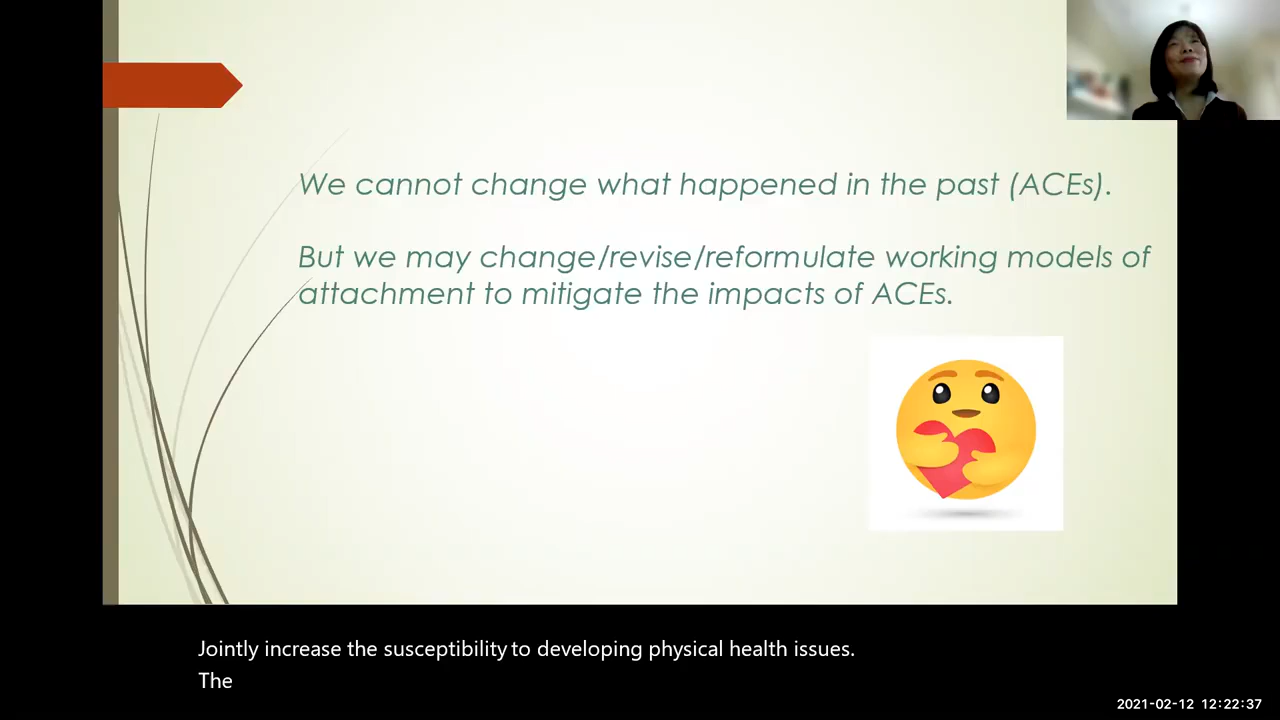 We cannot change what happened in the past (ACEs).
But we may change/revise/reformulate working models of
attachment to mitigate the impacts of ACEs.
Jointly increase the susceptibility to developing physical health issues.
The
2021-02-12 12:22:37